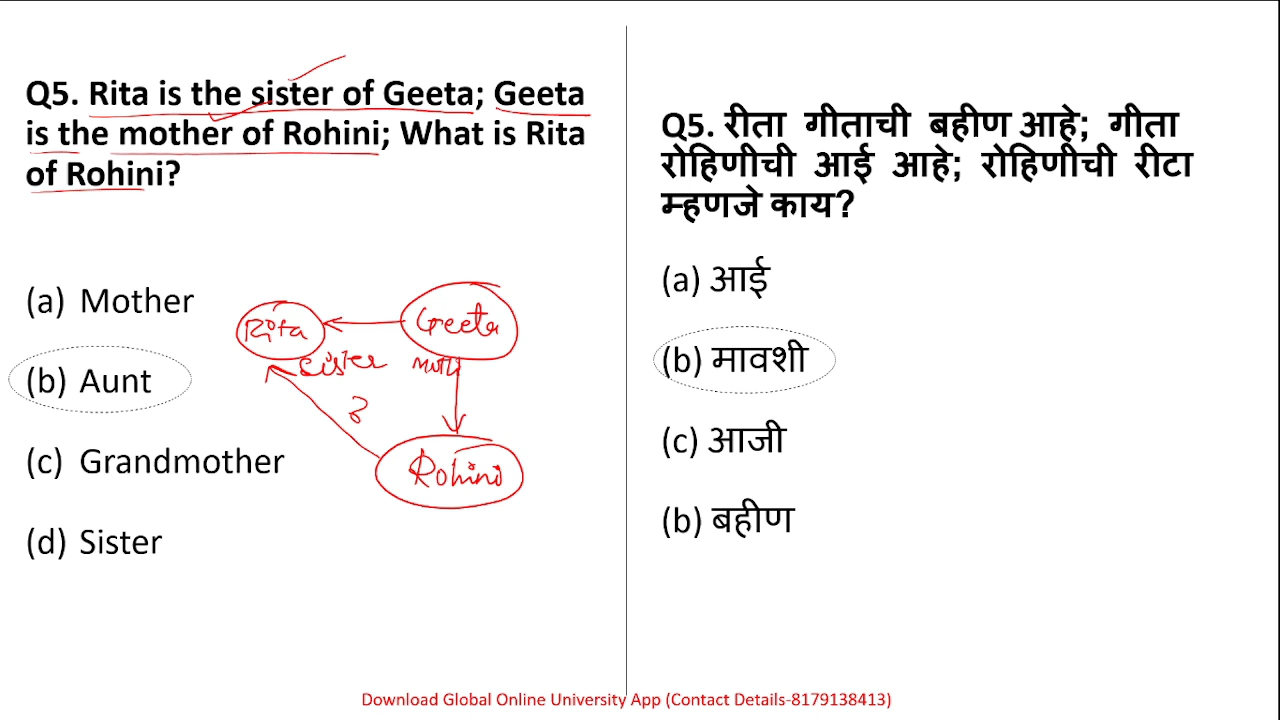 Q5. Rita is the sister of Geeta; Geeta
is the mother of Rohini; What is Rita
of Rohini?
(a) Mother
(b) Aunt
(c) Grandmother
(d) Sister
Rita
Geeta
Sister
Moth
?
Rohini
Q5. रीता गीताची बहीण आहे; गीता
रोहिणीची आई आहे; रोहिणीची रीटा
म्हणजे काय?
(a) आई
(b) मावशी
(c) आजी
(b) बहीण
Download Global Online University App (Contact Details-8179138413)